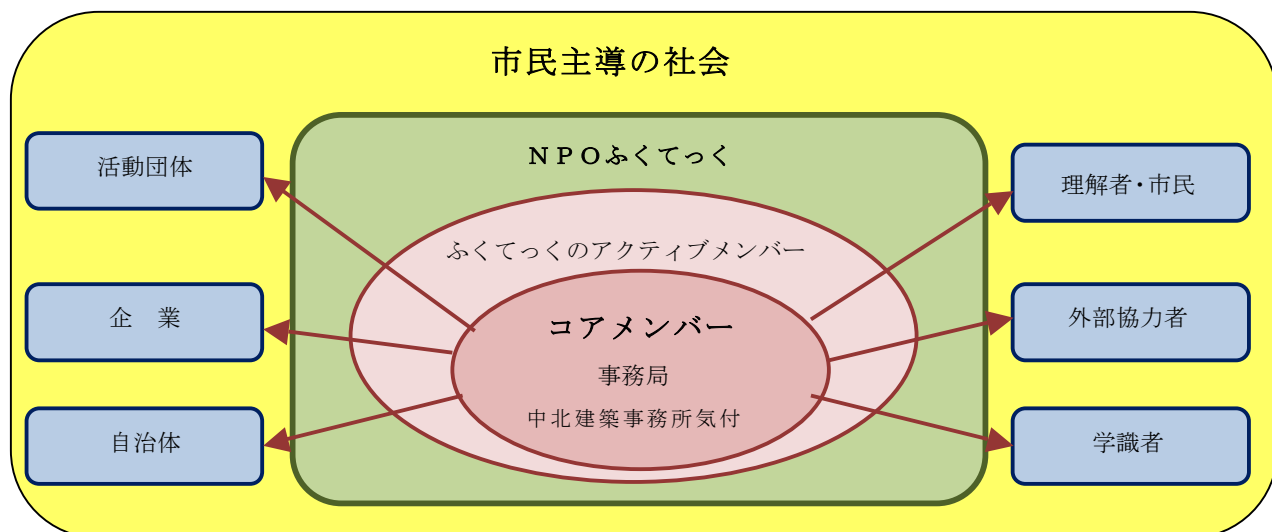 市民主導の社会
活動団体
企　業
自治体
ＮＰＯふくてっく
ふくてっくのアクティブメンバー
コアメンバー
事務局
中北建築事務所気付
理解者・市民
外部協力者
学識者